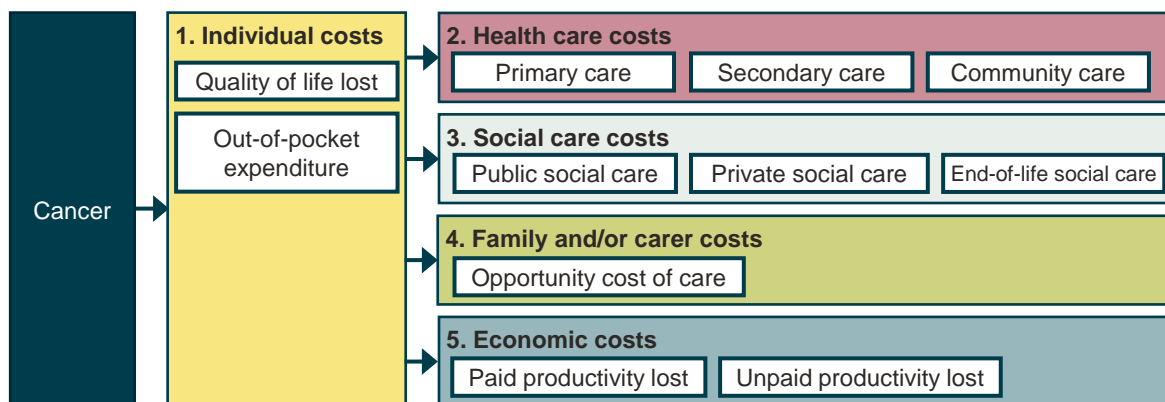 Cancer
1. Individual costs
Quality of life lost
Out-of-pocket
expenditure
2. Health care costs
Primary care
Secondary care
Community care
3. Social care costs
Public social care
Private social care
End-of-life social care
4. Family and/or carer costs
Opportunity cost of care
5. Economic costs
Paid productivity lost
Unpaid productivity lost